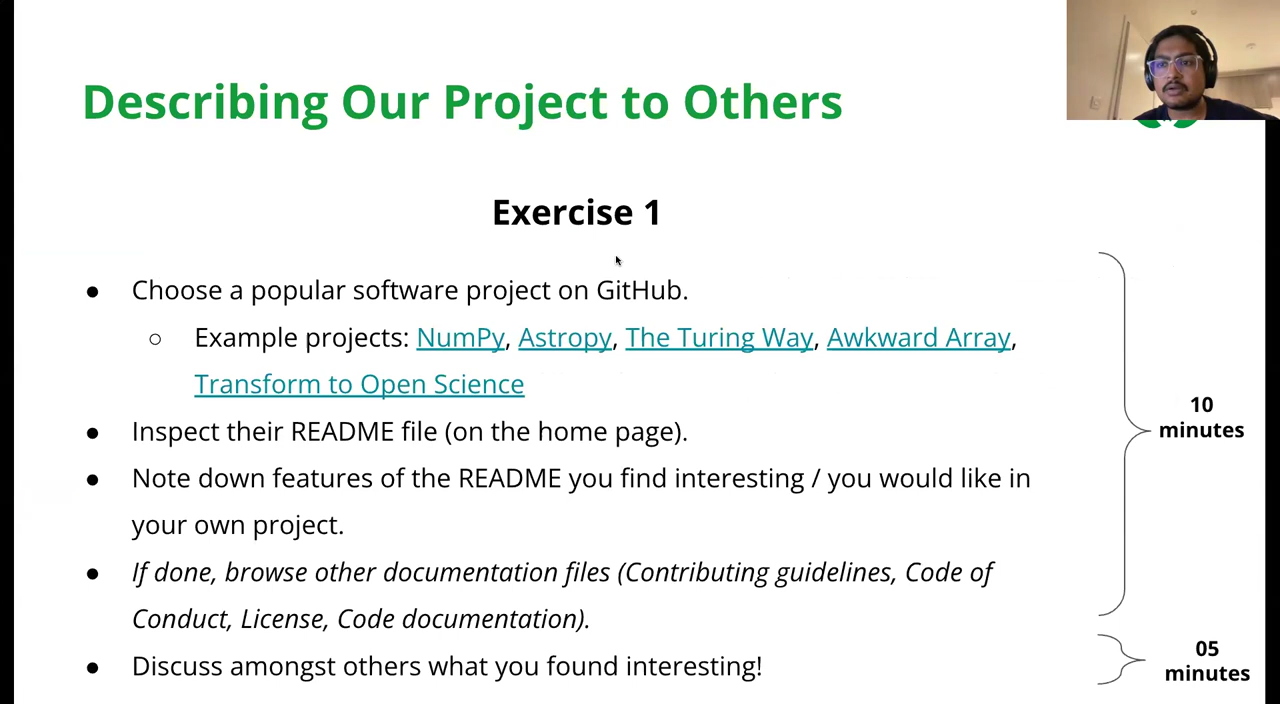 Describing Our Project to Others
Exercise 1
● Choose a popular software project on GitHub.
○ Example projects: NumPy, Astropy, The Turing Way, Awkward Array,
Transform to Open Science
● Inspect their README file (on the home page).
● Note down features of the README you find interesting / you would like in
your own project.
● If done, browse other documentation files (Contributing guidelines, Code of
Conduct, License, Code documentation).
● Discuss amongst others what you found interesting!
10
minutes
05
minutes